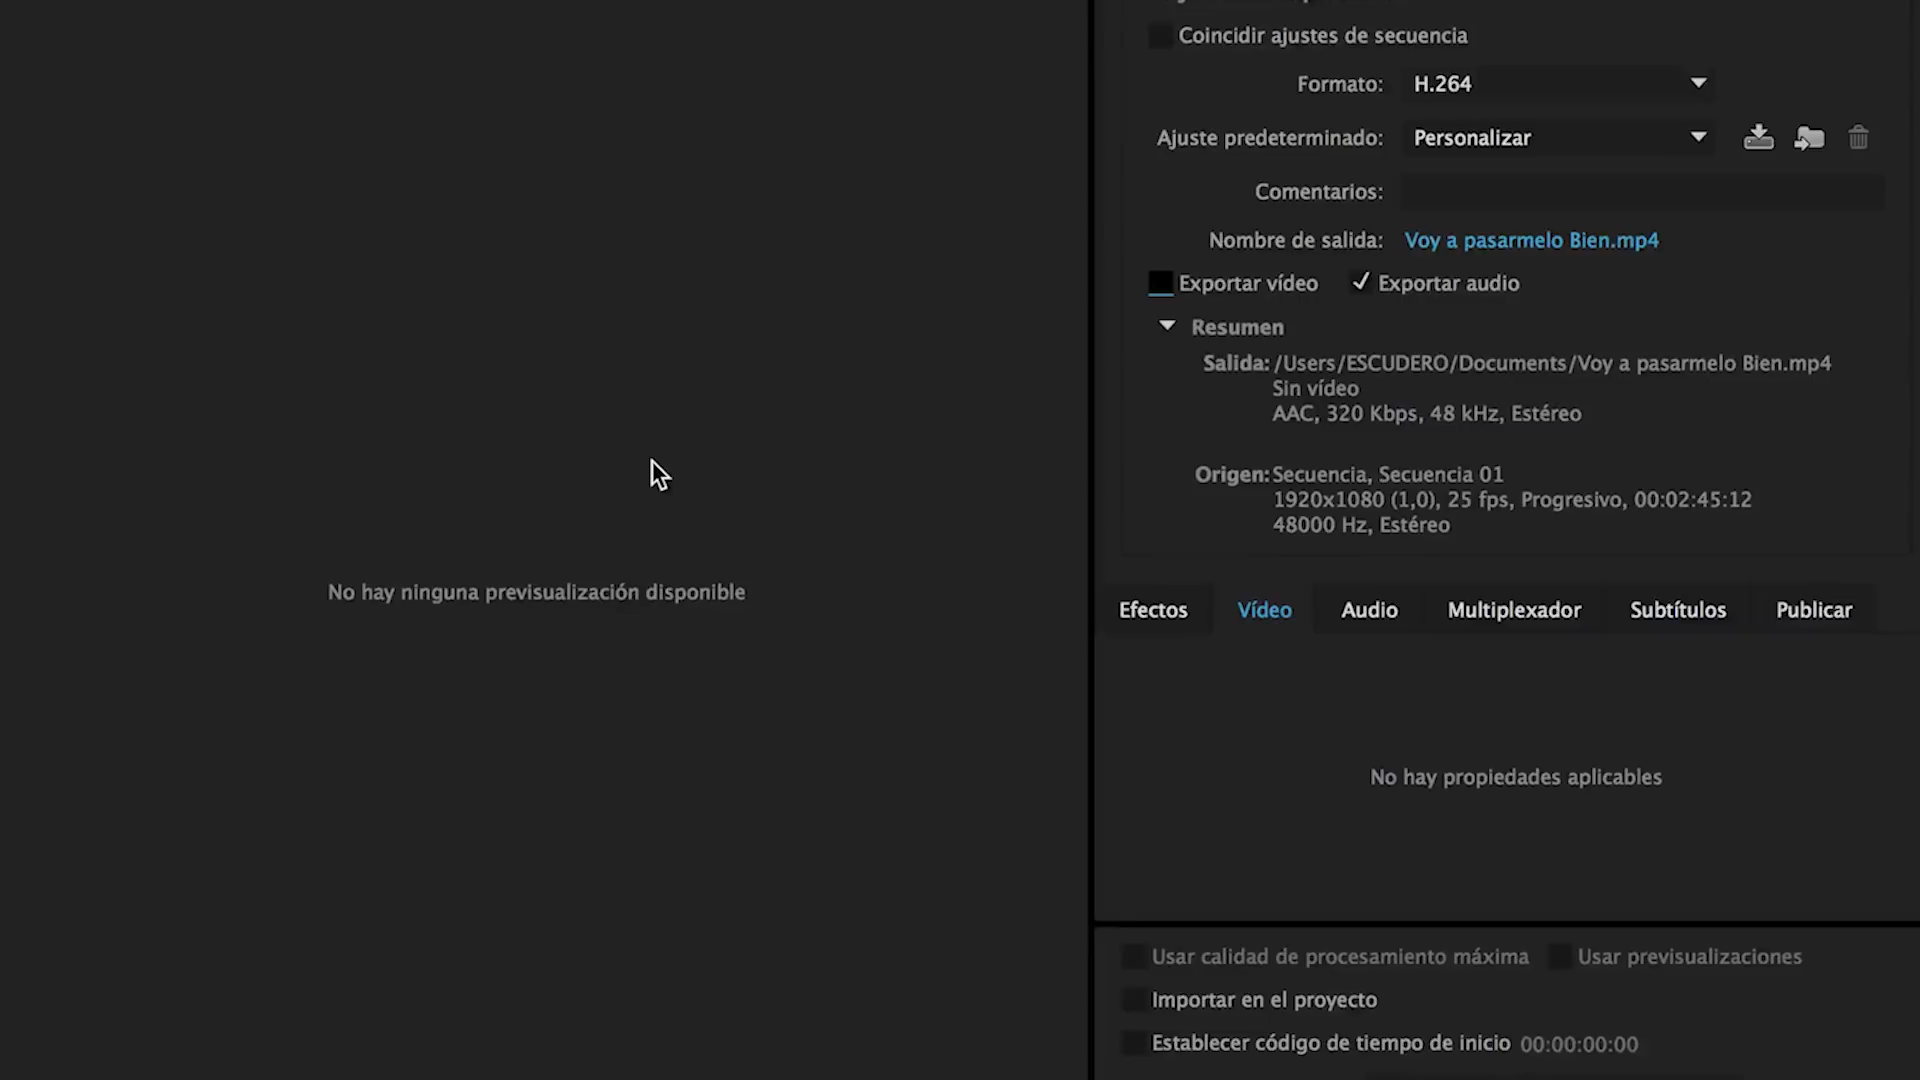 Coincidir ajustes de secuencia
Formato: H.264
Ajuste predeterminado: Personalizar
Comentarios:
Nombre de salida: Voy a pasarmelo Bien.mp4
Exportar vídeo Exportar audio
Resumen
Salida: /Users/ESCUDERO/Documents/Voy a pasarmelo Bien.mp4
Sin vídeo
AAC, 320 Kbps, 48 kHz, Estéreo
Origen: Secuencia, Secuencia 01
1920x1080 (1,0), 25 fps, Progresivo, 00:02:45:12
48000 Hz, Estéreo
No hay ninguna previsualización disponible
Efectos Vídeo Audio Multiplexador Subtítulos Publicar
No hay propiedades aplicables
Usar calidad de procesamiento máxima Usar previsualizaciones
Importar en el proyecto
Establecer código de tiempo de inicio 00:00:00:00